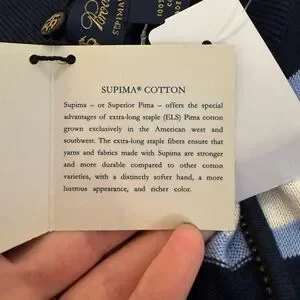 SUPIMA
100%
SUPIMA® COTTON
Supima – or Superior Pima – offers the special
advantages of extra-long staple (ELS) Pima cotton
grown exclusively in the American west and
southwest. The extra-long staple fibers ensure that
yarns and fabrics made with Supima are stronger
and more durable compared to other cotton
varieties, with a distinctly softer hand, a more
lustrous appearance, and richer color.